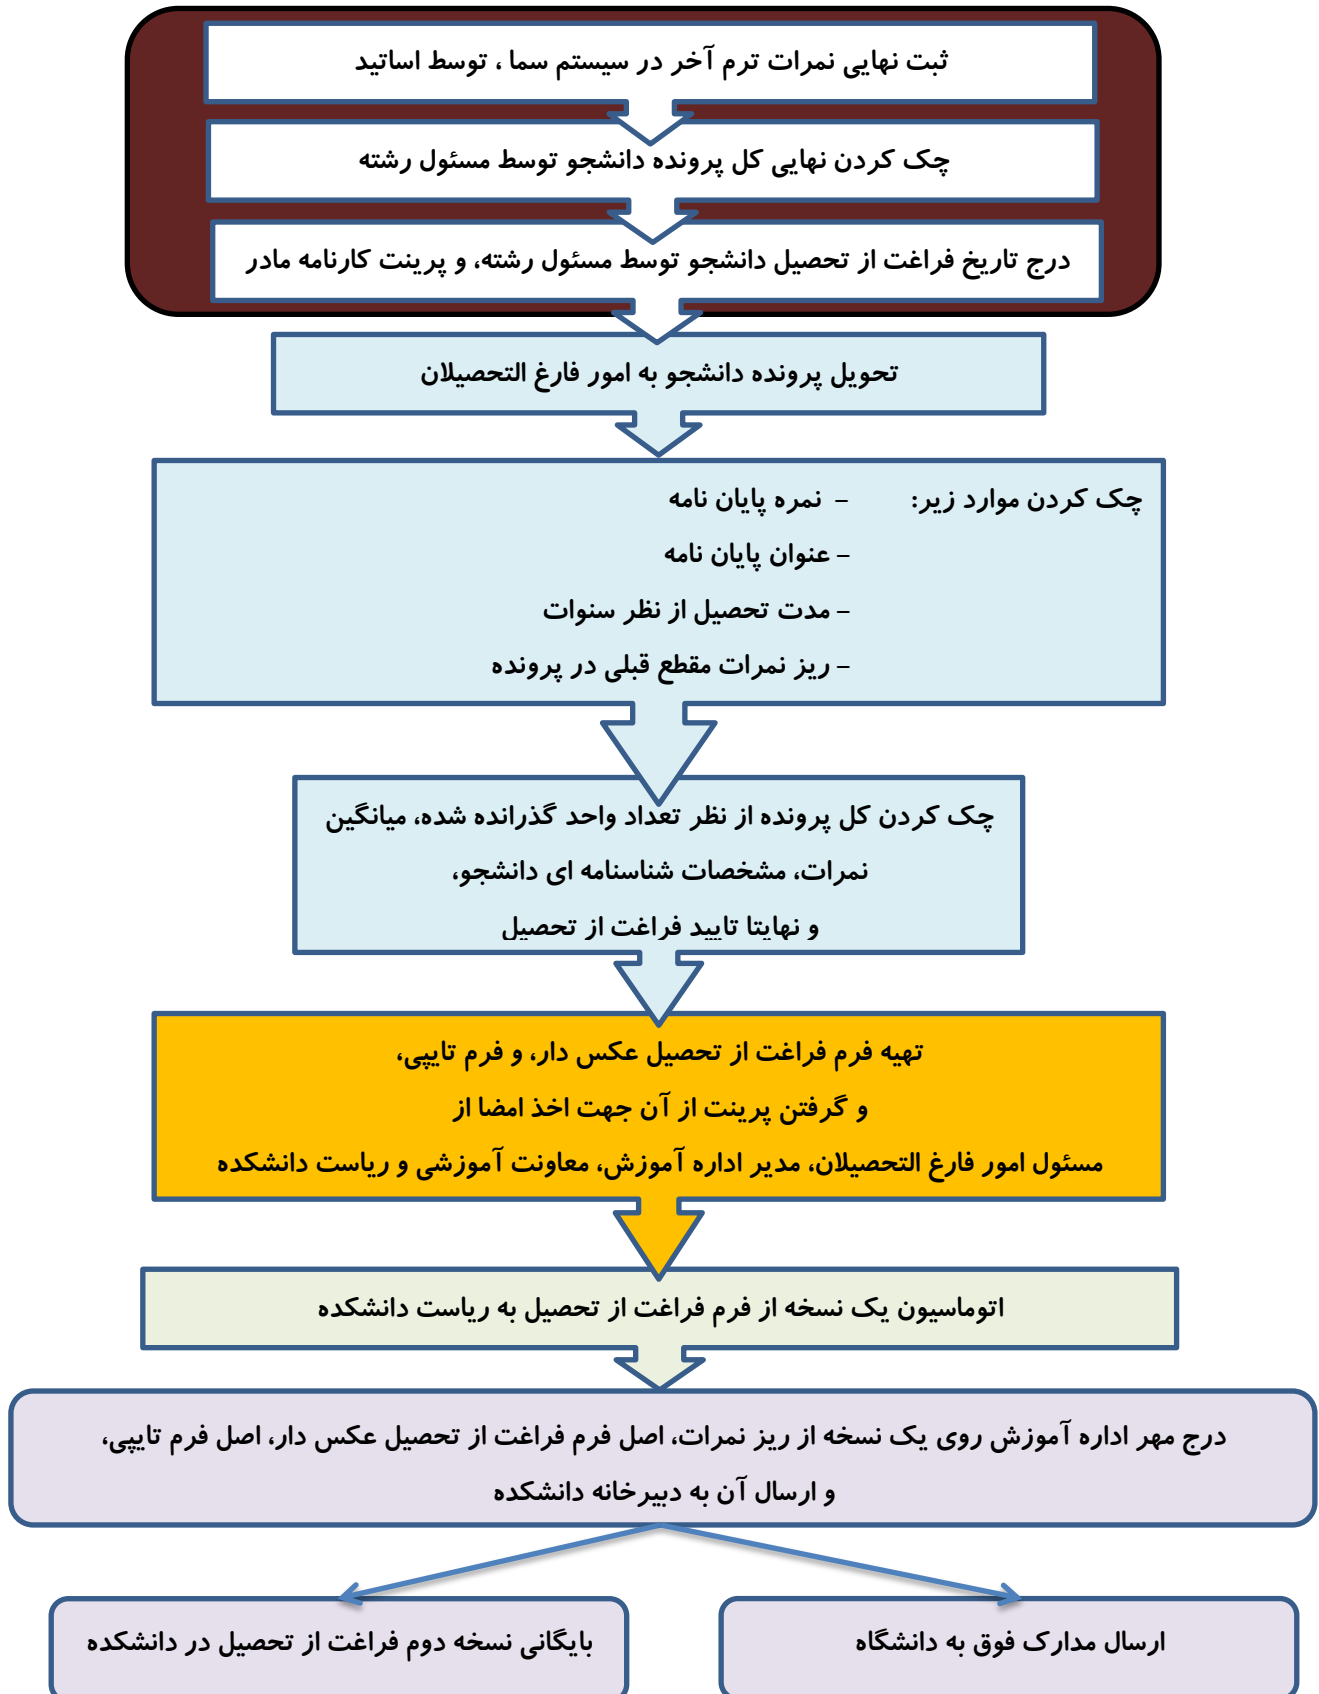 ثبت نهایی نمرات ترم آخر در سیستم سما ، توسط اساتید
چک کردن نهایی کل پرونده دانشجو توسط مسئول رشته
درج تاریخ فراغت از تحصیل دانشجو توسط مسئول رشته، و پرینت کارنامه مادر
تحویل پرونده دانشجو به امور فارغ التحصیلان
چک کردن موارد زیر: – نمره پایان نامه
– عنوان پایان نامه
– مدت تحصیل از نظر سنوات
– ریز نمرات مقطع قبلی در پرونده
چک کردن کل پرونده از نظر تعداد واحد گذرانده شده، میانگین
نمرات، مشخصات شناسنامه ای دانشجو،
و نهایتا تایید فراغت از تحصیل
تهیه فرم فراغت از تحصیل عکس دار، و فرم تایپی،
و گرفتن پرینت از آن جهت اخذ امضا از
مسئول امور فارغ التحصیلان، مدیر اداره آموزش، معاونت آموزشی و ریاست دانشکده
اتوماسیون یک نسخه از فرم فراغت از تحصیل به ریاست دانشکده
درج مهر اداره آموزش روی یک نسخه از ریز نمرات، اصل فرم فراغت از تحصیل عکس دار، اصل فرم تایپی،
و ارسال آن به دبیرخانه دانشکده
ارسال مدارک فوق به دانشگاه
بایگانی نسخه دوم فراغت از تحصیل در دانشکده